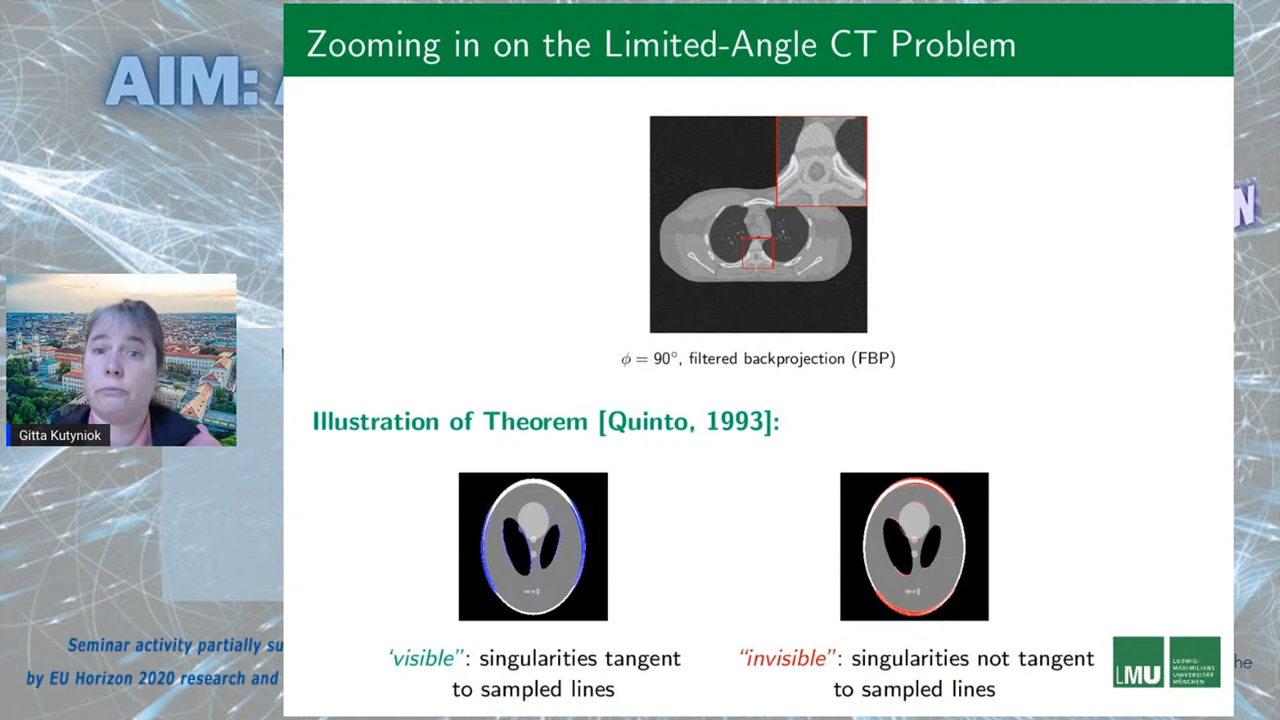 Zooming in on the Limited-Angle CT Problem
AIM:
N
ϕ = 90°, filtered backprojection (FBP)
Illustration of Theorem [Quinto, 1993]:
Gitta Kutyniok
'visible”: singularities tangent
to sampled lines
“invisible”: singularities not tangent
to sampled lines
Seminar activity partially su
by EU Horizon 2020 research and
LMU
LUDWIG-
MAXIMILIANS
UNIVERSITÄT
MÜNCHEN
he